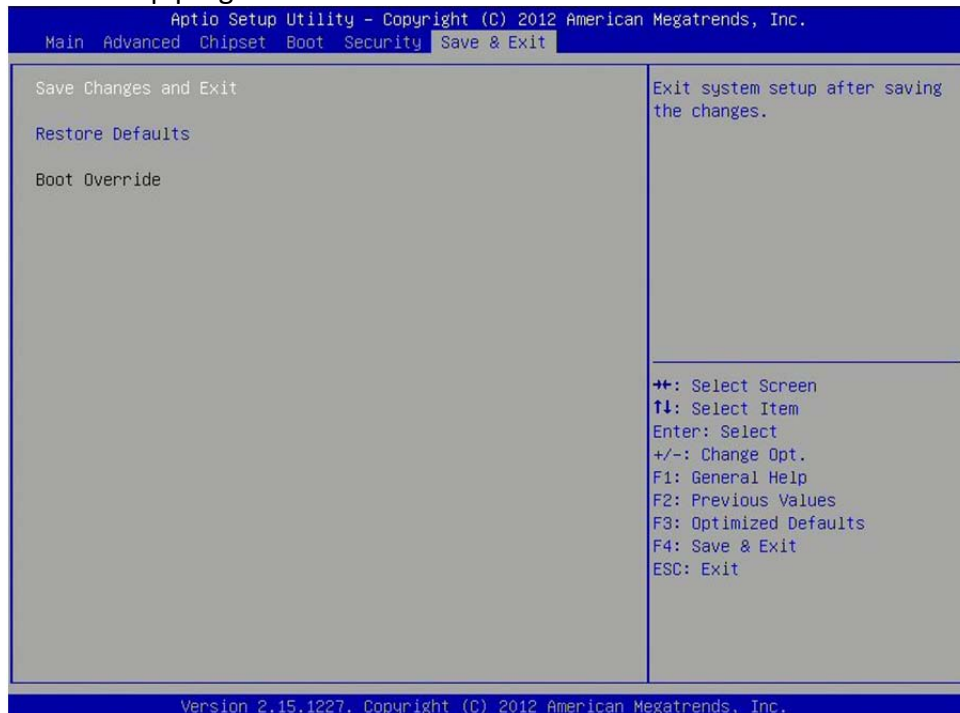 Aptio Setup Utility – Copyright (C) 2012 American Megatrends, Inc.
Main Advanced Chipset Boot Security Save & Exit
Save Changes and Exit
Restore Defaults
Boot Override
Exit system setup after saving
the changes.
→←: Select Screen
↑↓: Select Item
Enter: Select
+/-: Change Opt.
F1: General Help
F2: Previous Values
F3: Optimized Defaults
F4: Save & Exit
ESC: Exit
Version 2.15.1227. Copyright (C) 2012 American Megatrends, Inc.